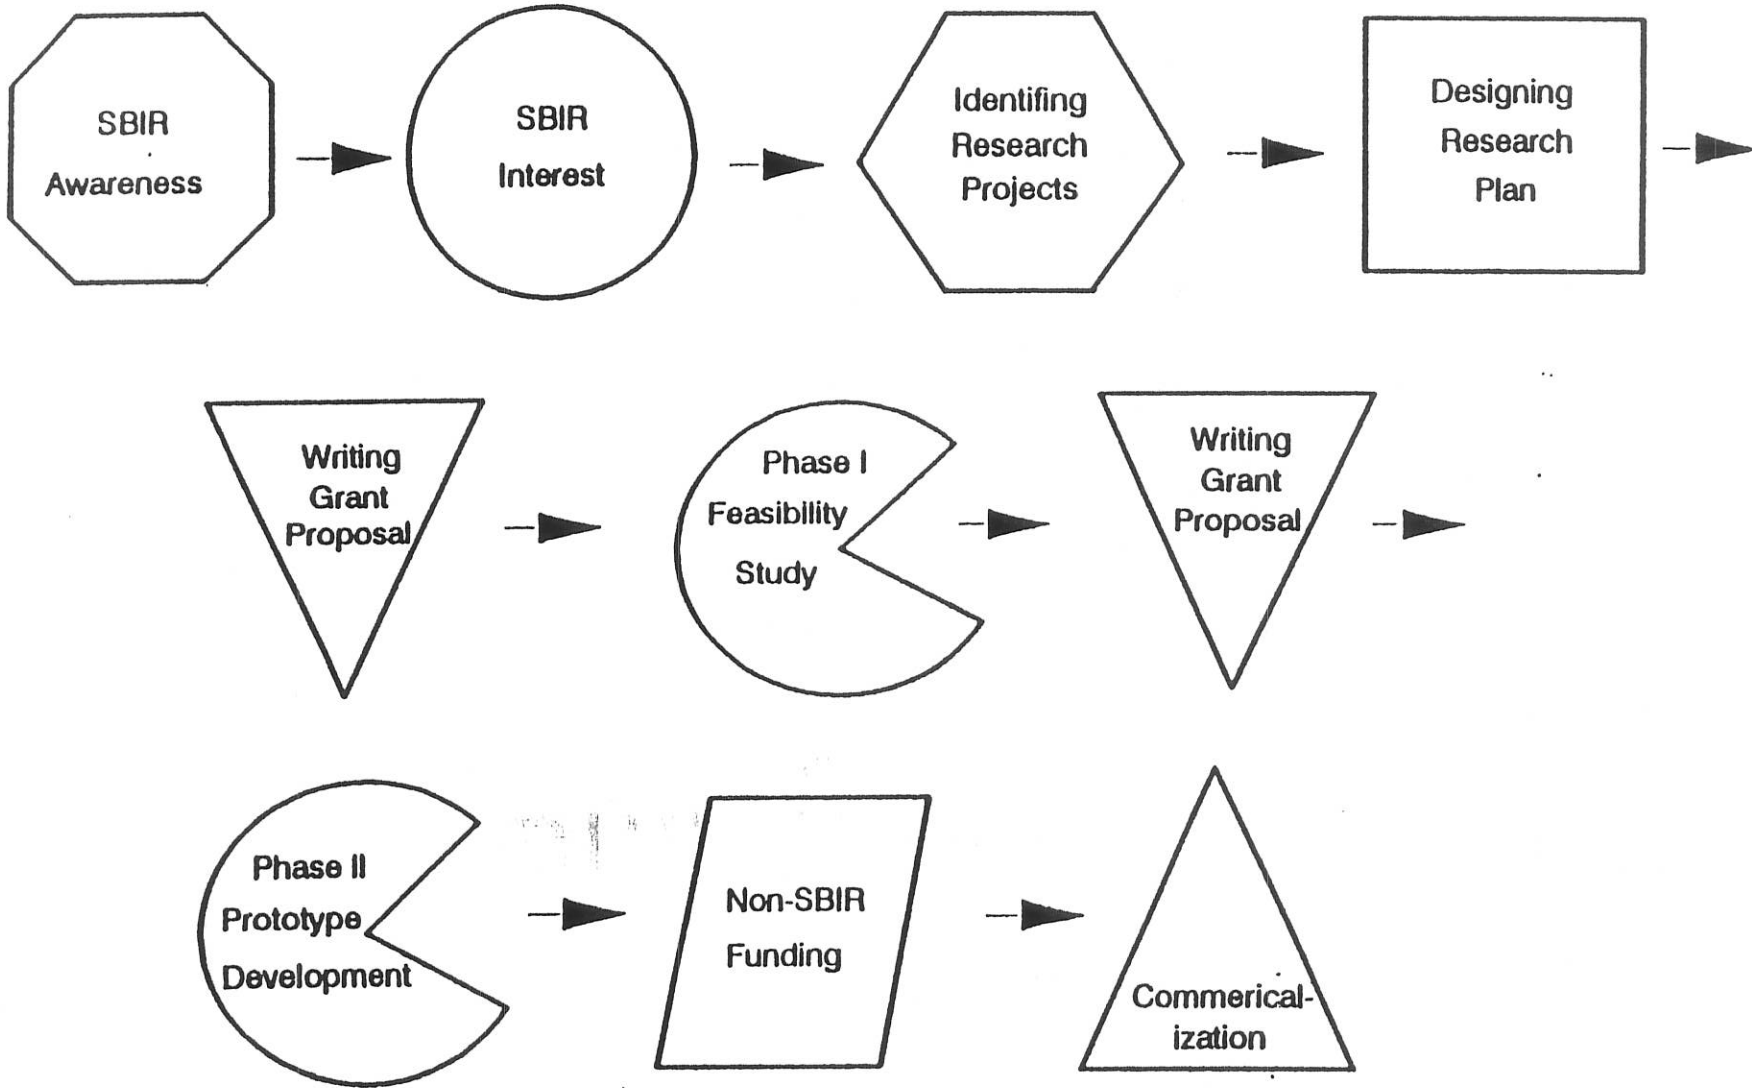 SBIR
Awareness
SBIR
Interest
Identifing
Research
Projects
Designing
Research
Plan
Writing
Grant
Proposal
Phase I
Feasibility
Study
Writing
Grant
Proposal
Phase II
Prototype
Development
Non-SBIR
Funding
Commerical-
ization